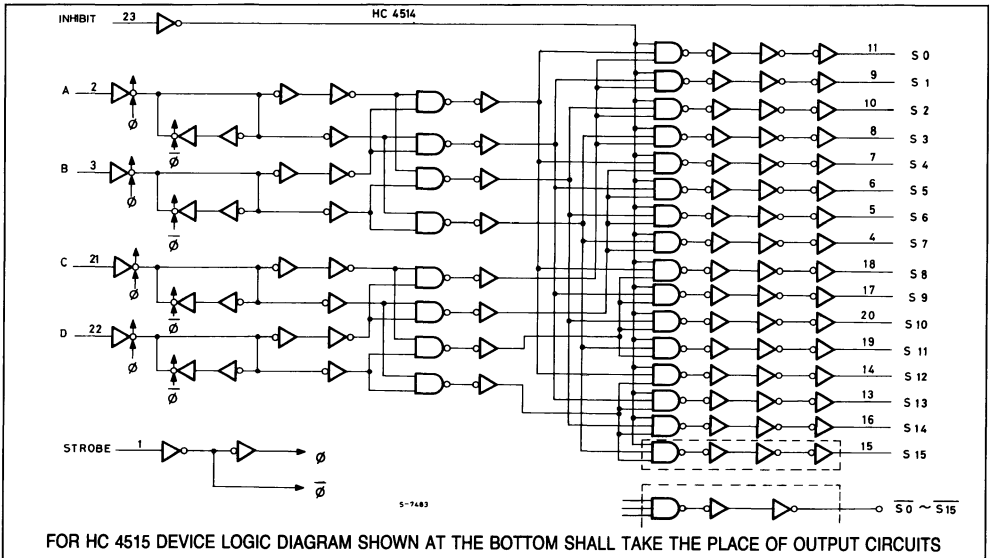 HC 4514
INHIBIT 23
A 2
Ø
Ø̅
B 3
Ø
Ø̅
C 21
Ø
Ø̅
D 22
Ø
Ø̅
STROBE 1
Ø
Ø̅
11 S 0
9 S 1
10 S 2
8 S 3
7 S 4
6 S 5
5 S 6
4 S 7
18 S 8
17 S 9
20 S 10
19 S 11
14 S 12
13 S 13
16 S 14
15 S 15
S̅0̅ ~ S̅1̅5̅
S-7483
FOR HC 4515 DEVICE LOGIC DIAGRAM SHOWN AT THE BOTTOM SHALL TAKE THE PLACE OF OUTPUT CIRCUITS